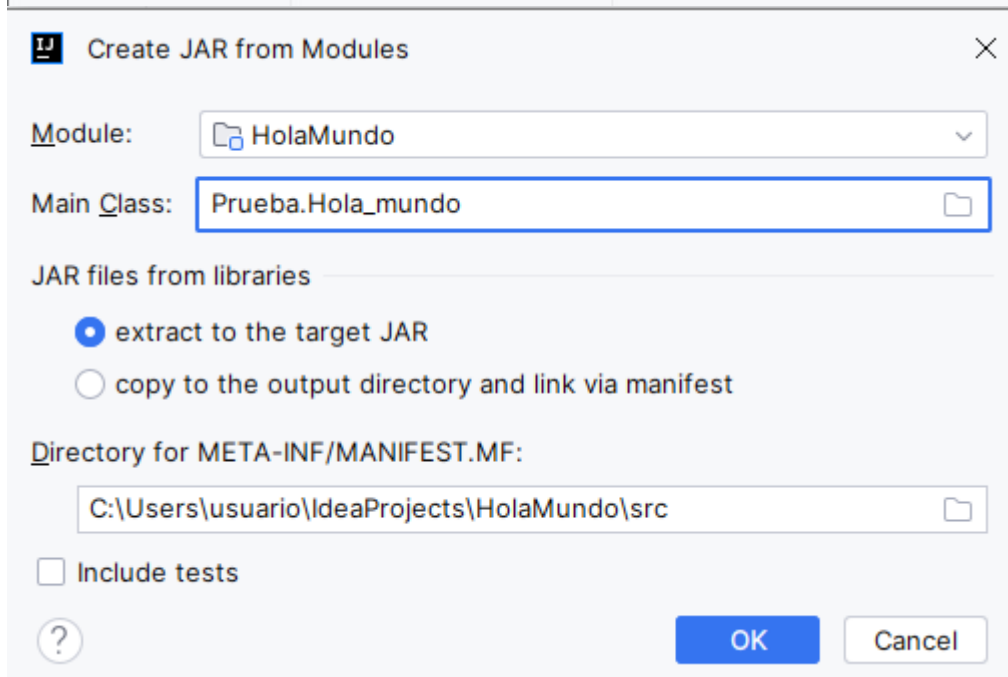 IJ
Create JAR from Modules
Module: HolaMundo
Main Class: Prueba.Hola_mundo
JAR files from libraries
extract to the target JAR
copy to the output directory and link via manifest
Directory for META-INF/MANIFEST.MF:
C:\Users\usuario\IdeaProjects\HolaMundo\src
Include tests
? OK Cancel